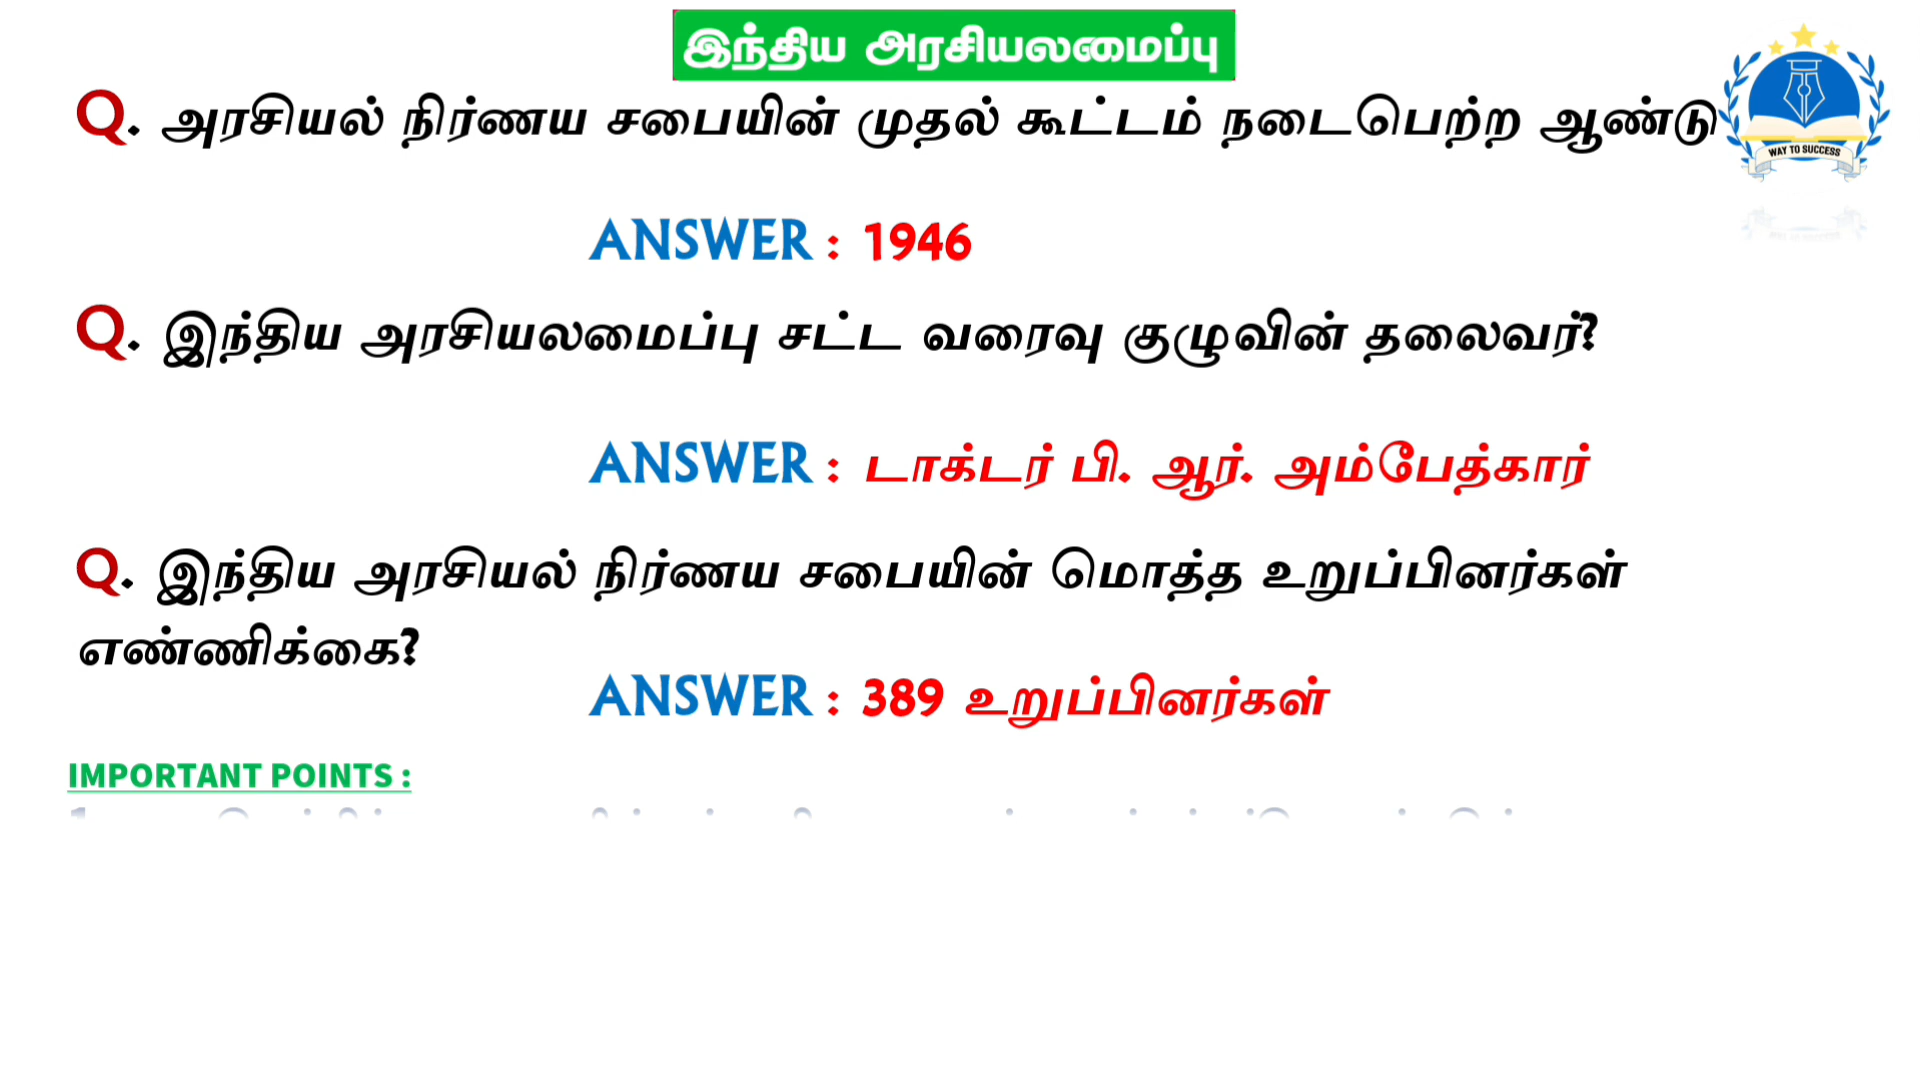 இந்திய அரசியலமைப்பு
Q. அரசியல் நிர்ணய சபையின் முதல் கூட்டம் நடைபெற்ற ஆண்டு
WAY TO SUCCESS
ANSWER : 1946
Q. இந்திய அரசியலமைப்பு சட்ட வரைவு குழுவின் தலைவர்?
ANSWER : டாக்டர் பி. ஆர். அம்பேத்கார்
Q. இந்திய அரசியல் நிர்ணய சபையின் மொத்த உறுப்பினர்கள்
எண்ணிக்கை?
ANSWER : 389 உறுப்பினர்கள்
IMPORTANT POINTS :